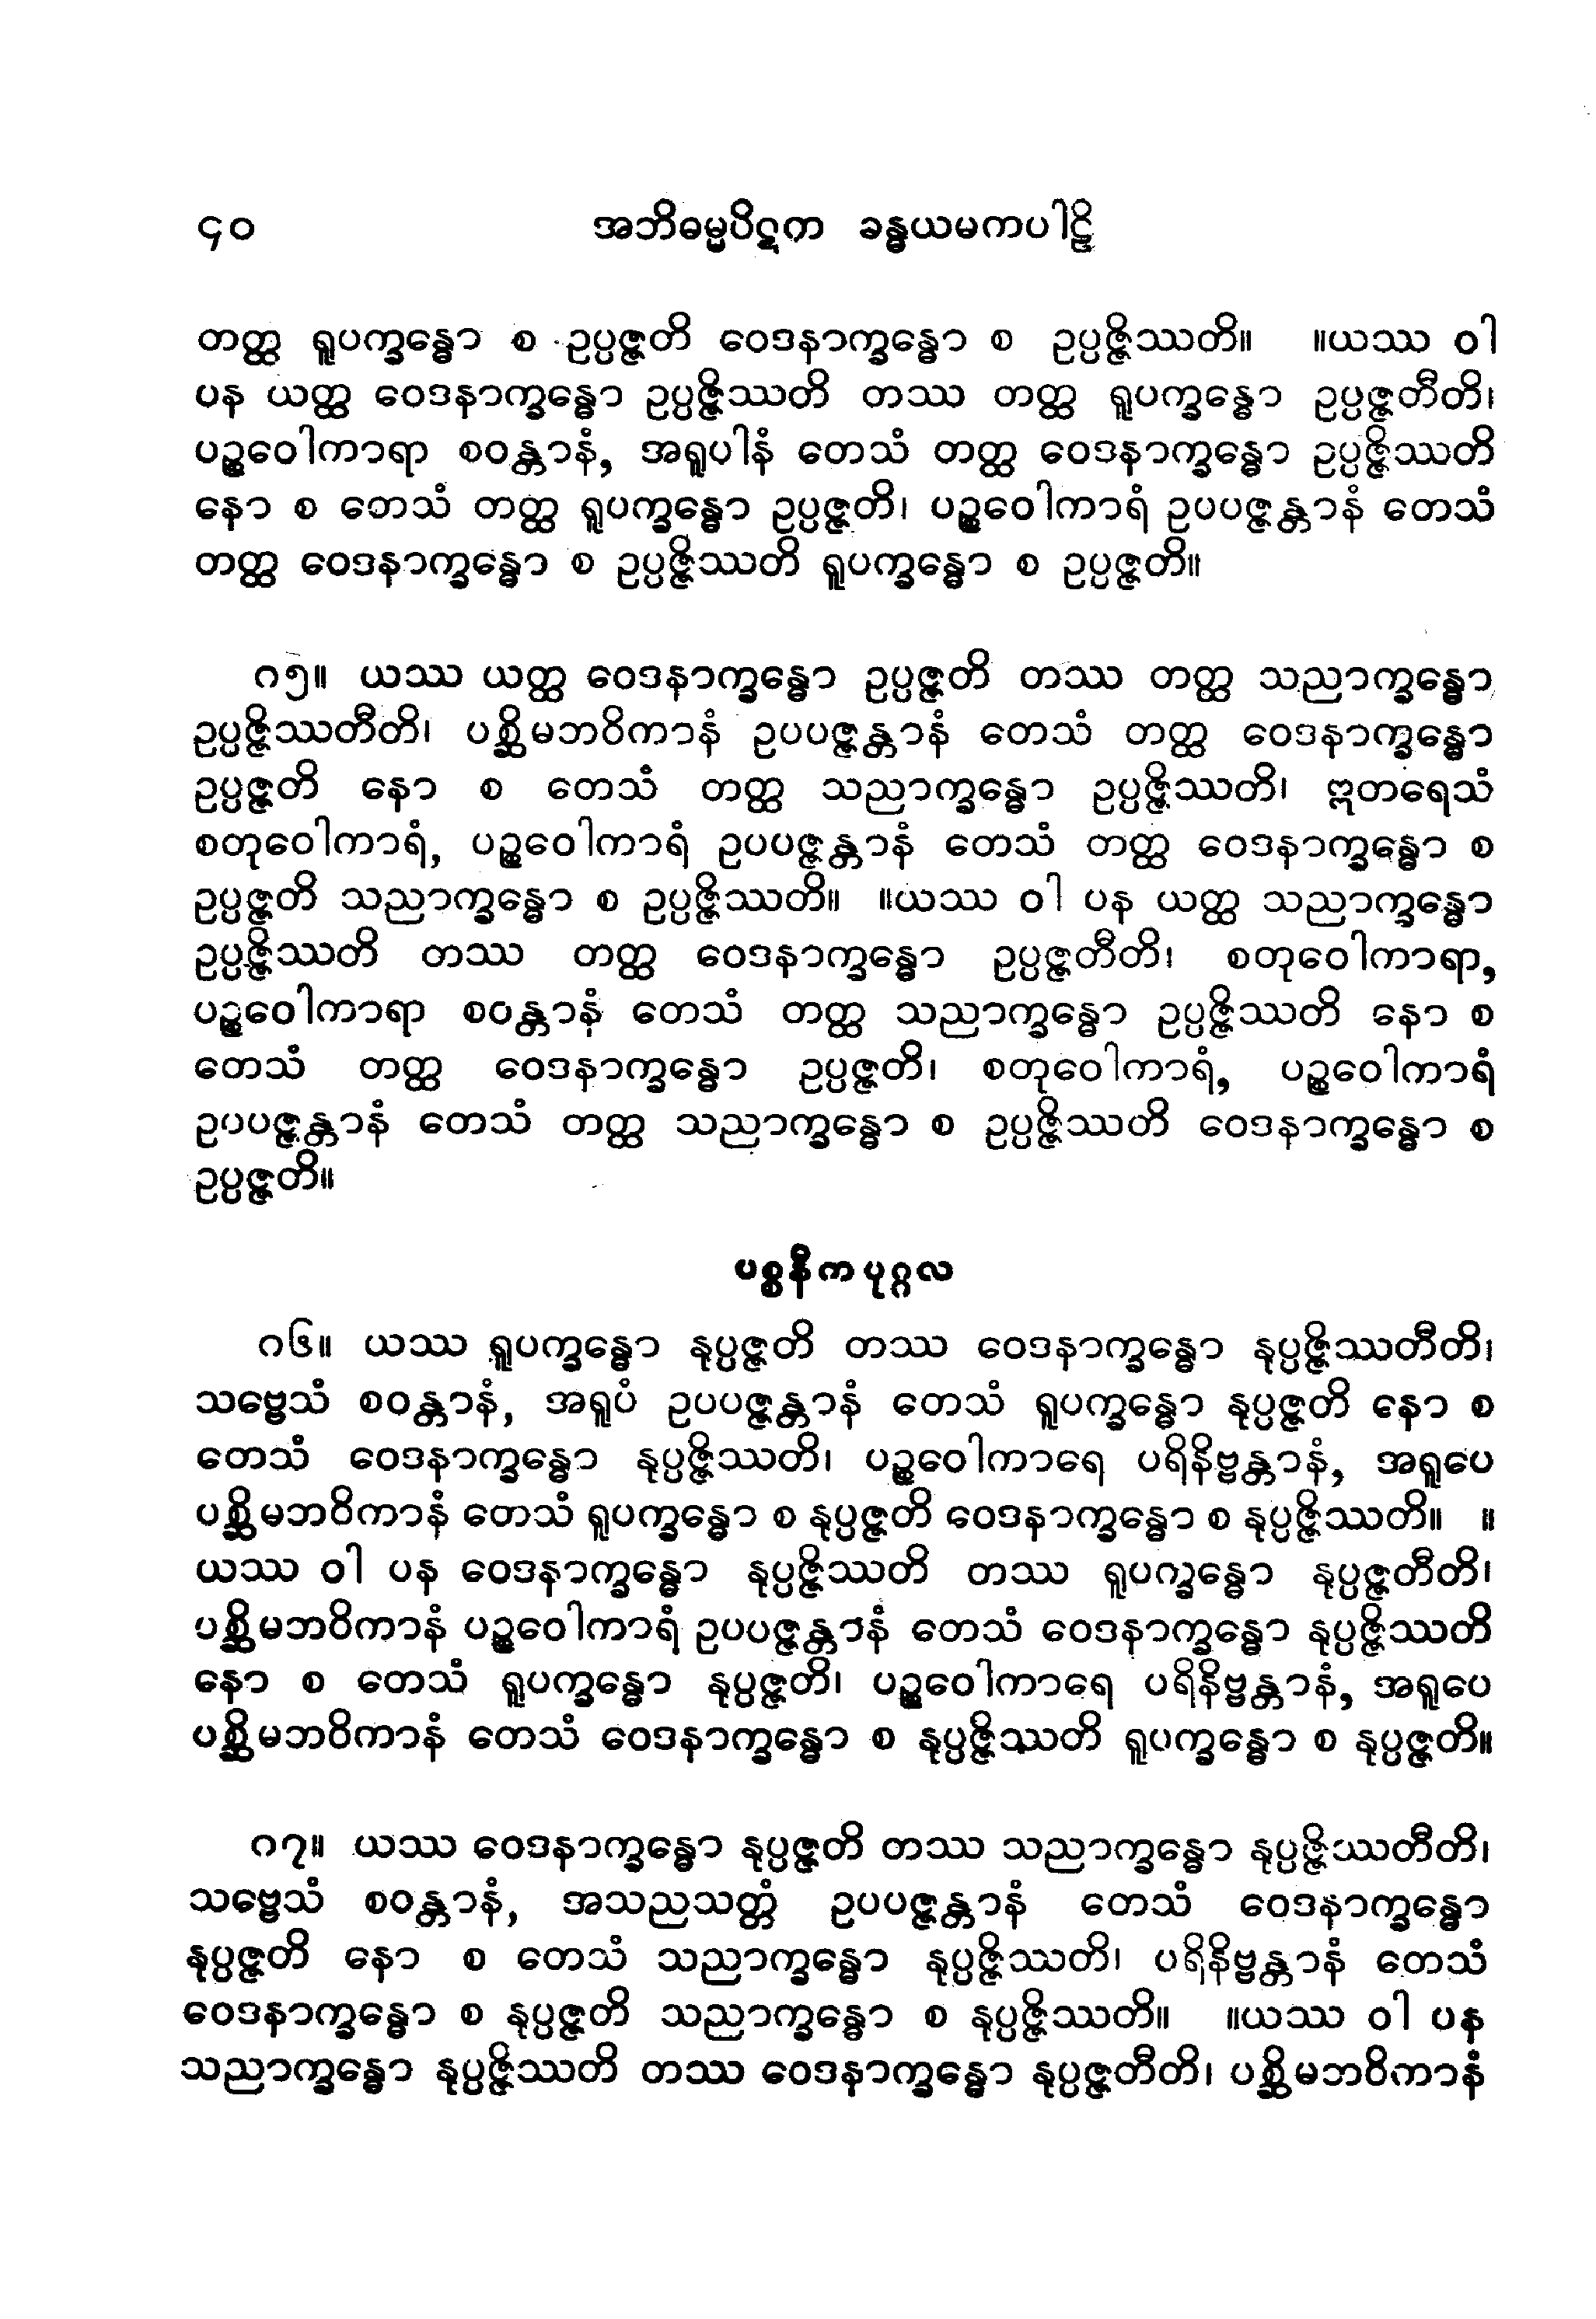 ၄၀ အဘိဓမ္မပိဋက ခန္ဓယမကပါဠိ
တတ္ထ ရူပက္ခန္ဓော စ ဥပ္ပဇ္ဇတိ ဝေဒနာက္ခန္ဓော စ ဥပ္ပဇ္ဇိဿတိ။ ။ယဿ ဝါ
ပန ယတ္ထ ဝေဒနာက္ခန္ဓော ဥပ္ပဇ္ဇိဿတိ တဿ တတ္ထ ရူပက္ခန္ဓော ဥပ္ပဇ္ဇတီတိ၊
ပဉ္စဝေါကာရာ စဝန္တာနံ, အရူပါနံ တေသံ တတ္ထ ဝေဒနာက္ခန္ဓော ဥပ္ပဇ္ဇိဿတိ
နော စ တေသံ တတ္ထ ရူပက္ခန္ဓော ဥပ္ပဇ္ဇတိ၊ ပဉ္စဝေါကာရံ ဥပပဇ္ဇန္တာနံ တေသံ
တတ္ထ ဝေဒနာက္ခန္ဓော စ ဥပ္ပဇ္ဇိဿတိ ရူပက္ခန္ဓော စ ဥပ္ပဇ္ဇတိ။
ဂ၅။ ယဿ ယတ္ထ ဝေဒနာက္ခန္ဓော ဥပ္ပဇ္ဇတိ တဿ တတ္ထ သညာက္ခန္ဓော
ဥပ္ပဇ္ဇိဿတီတိ၊ ပစ္ဆိမဘဝိကာနံ ဥပပဇ္ဇန္တာနံ တေသံ တတ္ထ ဝေဒနာက္ခန္ဓော
ဥပ္ပဇ္ဇတိ နော စ တေသံ တတ္ထ သညာက္ခန္ဓော ဥပ္ပဇ္ဇိဿတိ၊ ဣတရေသံ
စတုဝေါကာရံ, ပဉ္စဝေါကာရံ ဥပပဇ္ဇန္တာနံ တေသံ တတ္ထ ဝေဒနာက္ခန္ဓော စ
ဥပ္ပဇ္ဇတိ သညာက္ခန္ဓော စ ဥပ္ပဇ္ဇိဿတိ။ ။ယဿ ဝါ ပန ယတ္ထ သညာက္ခန္ဓော
ဥပ္ပဇ္ဇိဿတိ တဿ တတ္ထ ဝေဒနာက္ခန္ဓော ဥပ္ပဇ္ဇတီတိ၊ စတုဝေါကာရာ,
ပဉ္စဝေါကာရာ စဝန္တာနံ တေသံ တတ္ထ သညာက္ခန္ဓော ဥပ္ပဇ္ဇိဿတိ နော စ
တေသံ တတ္ထ ဝေဒနာက္ခန္ဓော ဥပ္ပဇ္ဇတိ၊ စတုဝေါကာရံ, ပဉ္စဝေါကာရံ
ဥပပဇ္ဇန္တာနံ တေသံ တတ္ထ သညာက္ခန္ဓော စ ဥပ္ပဇ္ဇိဿတိ ဝေဒနာက္ခန္ဓော စ
ဥပ္ပဇ္ဇတိ။
ပစ္စနီကပုဂ္ဂလ
ဂ၆။ ယဿ ရူပက္ခန္ဓော နုပ္ပဇ္ဇတိ တဿ ဝေဒနာက္ခန္ဓော နုပ္ပဇ္ဇိဿတီတိ၊
သဗ္ဗေသံ စဝန္တာနံ, အရူပံ ဥပပဇ္ဇန္တာနံ တေသံ ရူပက္ခန္ဓော နုပ္ပဇ္ဇတိ နော စ
တေသံ ဝေဒနာက္ခန္ဓော နုပ္ပဇ္ဇိဿတိ၊ ပဉ္စဝေါကာရေ ပရိနိဗ္ဗန္တာနံ, အရူပေ
ပစ္ဆိမဘဝိကာနံ တေသံ ရူပက္ခန္ဓော စ နုပ္ပဇ္ဇတိ ဝေဒနာက္ခန္ဓော စ နုပ္ပဇ္ဇိဿတိ။ ။
ယဿ ဝါ ပန ဝေဒနာက္ခန္ဓော နုပ္ပဇ္ဇိဿတိ တဿ ရူပက္ခန္ဓော နုပ္ပဇ္ဇတီတိ၊
ပစ္ဆိမဘဝိကာနံ ပဉ္စဝေါကာရံ ဥပပဇ္ဇန္တာနံ တေသံ ဝေဒနာက္ခန္ဓော နုပ္ပဇ္ဇိဿတိ
နော စ တေသံ ရူပက္ခန္ဓော နုပ္ပဇ္ဇတိ၊ ပဉ္စဝေါကာရေ ပရိနိဗ္ဗန္တာနံ, အရူပေ
ပစ္ဆိမဘဝိကာနံ တေသံ ဝေဒနာက္ခန္ဓော စ နုပ္ပဇ္ဇိဿတိ ရူပက္ခန္ဓော စ နုပ္ပဇ္ဇတိ။
ဂ၇။ ယဿ ဝေဒနာက္ခန္ဓော နုပ္ပဇ္ဇတိ တဿ သညာက္ခန္ဓော နုပ္ပဇ္ဇိဿတီတိ၊
သဗ္ဗေသံ စဝန္တာနံ, အသညသတ္တံ ဥပပဇ္ဇန္တာနံ တေသံ ဝေဒနာက္ခန္ဓော
နုပ္ပဇ္ဇတိ နော စ တေသံ သညာက္ခန္ဓော နုပ္ပဇ္ဇိဿတိ၊ ပရိနိဗ္ဗန္တာနံ တေသံ
ဝေဒနာက္ခန္ဓော စ နုပ္ပဇ္ဇတိ သညာက္ခန္ဓော စ နုပ္ပဇ္ဇိဿတိ။ ။ယဿ ဝါ ပန
သညာက္ခန္ဓော နုပ္ပဇ္ဇိဿတိ တဿ ဝေဒနာက္ခန္ဓော နုပ္ပဇ္ဇတီတိ၊ ပစ္ဆိမဘဝိကာနံ